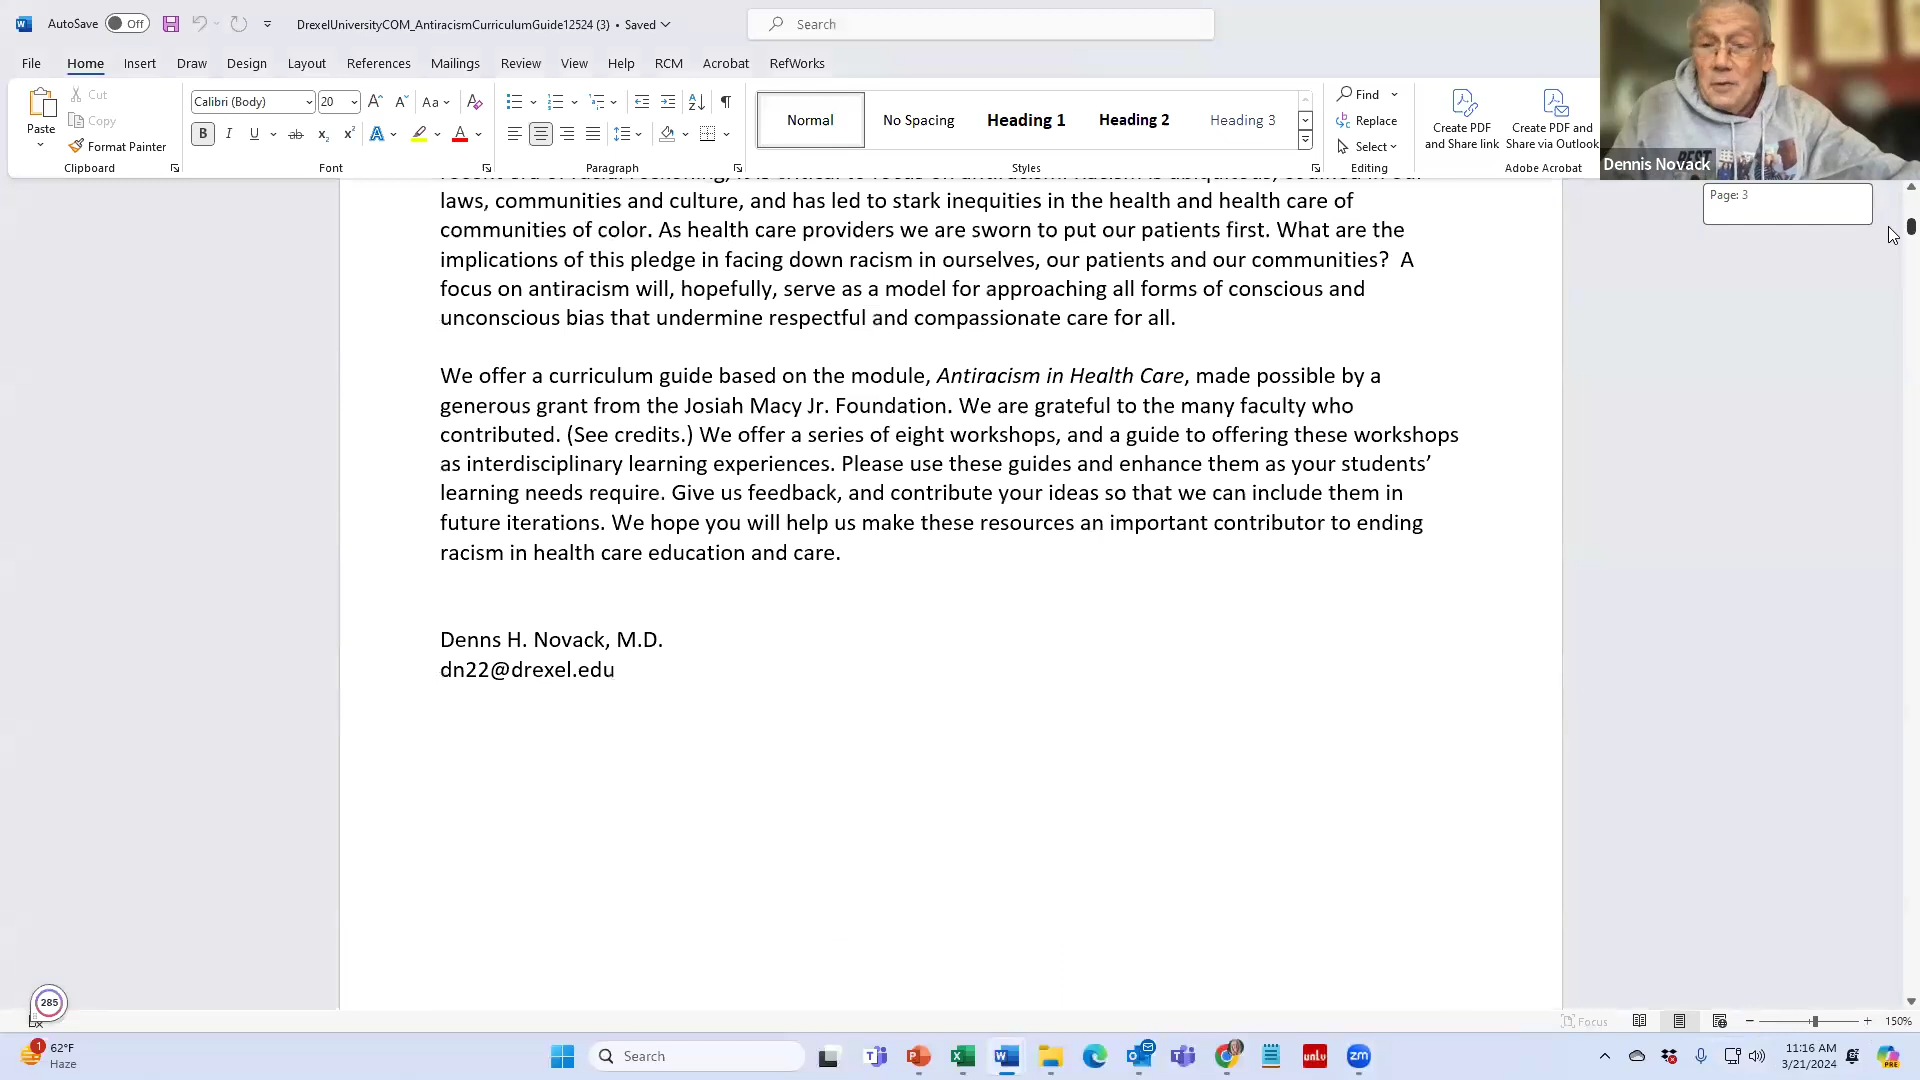 AutoSave Off DrexelUniversityCOM_AntiracismCurriculumGuide12524 (3) • Saved Search
File Home Insert Draw Design Layout References Mailings Review View Help RCM Acrobat RefWorks
Paste Cut Copy Format Painter
Calibri (Body) 20
Normal No Spacing Heading 1 Heading 2 Heading 3
Find Replace Select
Create PDF and Share link
Create PDF and Share via Outlook
Clipboard Font Paragraph Styles Editing Adobe Acrobat
Dennis Novack
Page: 3
laws, communities and culture, and has led to stark inequities in the health and health care of
communities of color. As health care providers we are sworn to put our patients first. What are the
implications of this pledge in facing down racism in ourselves, our patients and our communities? A
focus on antiracism will, hopefully, serve as a model for approaching all forms of conscious and
unconscious bias that undermine respectful and compassionate care for all.
We offer a curriculum guide based on the module, Antiracism in Health Care, made possible by a
generous grant from the Josiah Macy Jr. Foundation. We are grateful to the many faculty who
contributed. (See credits.) We offer a series of eight workshops, and a guide to offering these workshops
as interdisciplinary learning experiences. Please use these guides and enhance them as your students’
learning needs require. Give us feedback, and contribute your ideas so that we can include them in
future iterations. We hope you will help us make these resources an important contributor to ending
racism in health care education and care.
Denns H. Novack, M.D.
dn22@drexel.edu
285
Focus 150%
1 62°F
Haze
Search
unlv
zm
PRE
11:16 AM
3/21/2024